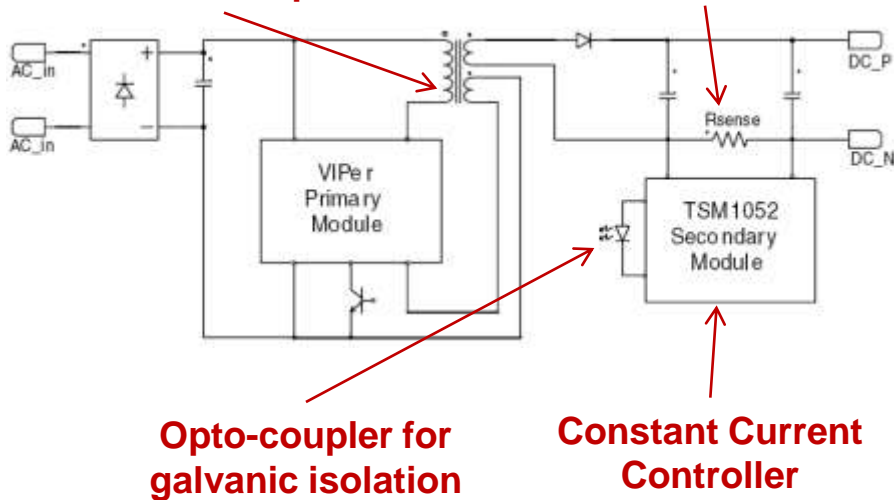 AC_in
AC_in
+
−
VIPer
Primary
Module
Rsense
DC_P
DC_N
TSM1052
Secondary
Module
Opto-coupler for
galvanic isolation
Constant Current
Controller